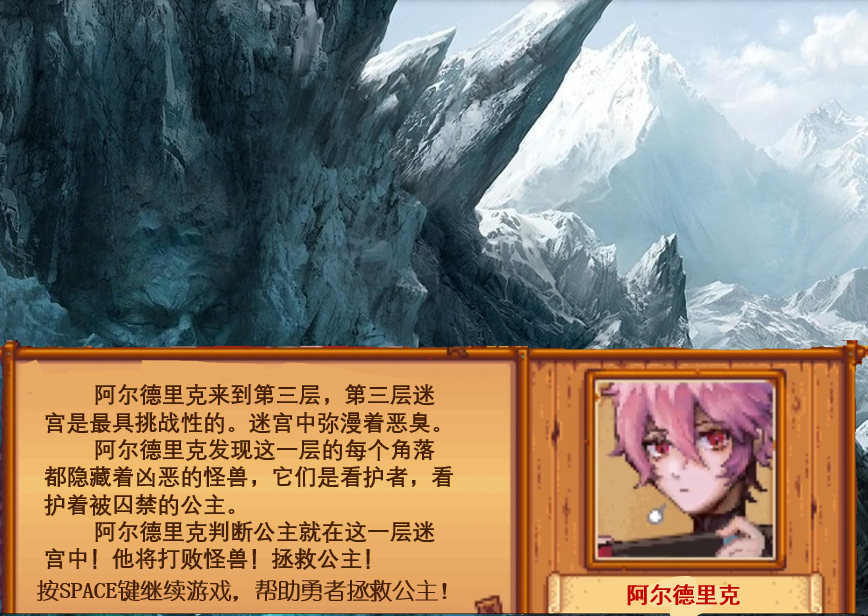 阿尔德里克来到第三层，第三层迷
宫是最具挑战性的。迷宫中弥漫着恶臭。
阿尔德里克发现这一层的每个角落
都隐藏着凶恶的怪兽，它们是看护者，看
护着被囚禁的公主。
阿尔德里克判断公主就在这一层迷
宫中！他将打败怪兽！拯救公主！
按SPACE键继续游戏，帮助勇者拯救公主！
阿尔德里克